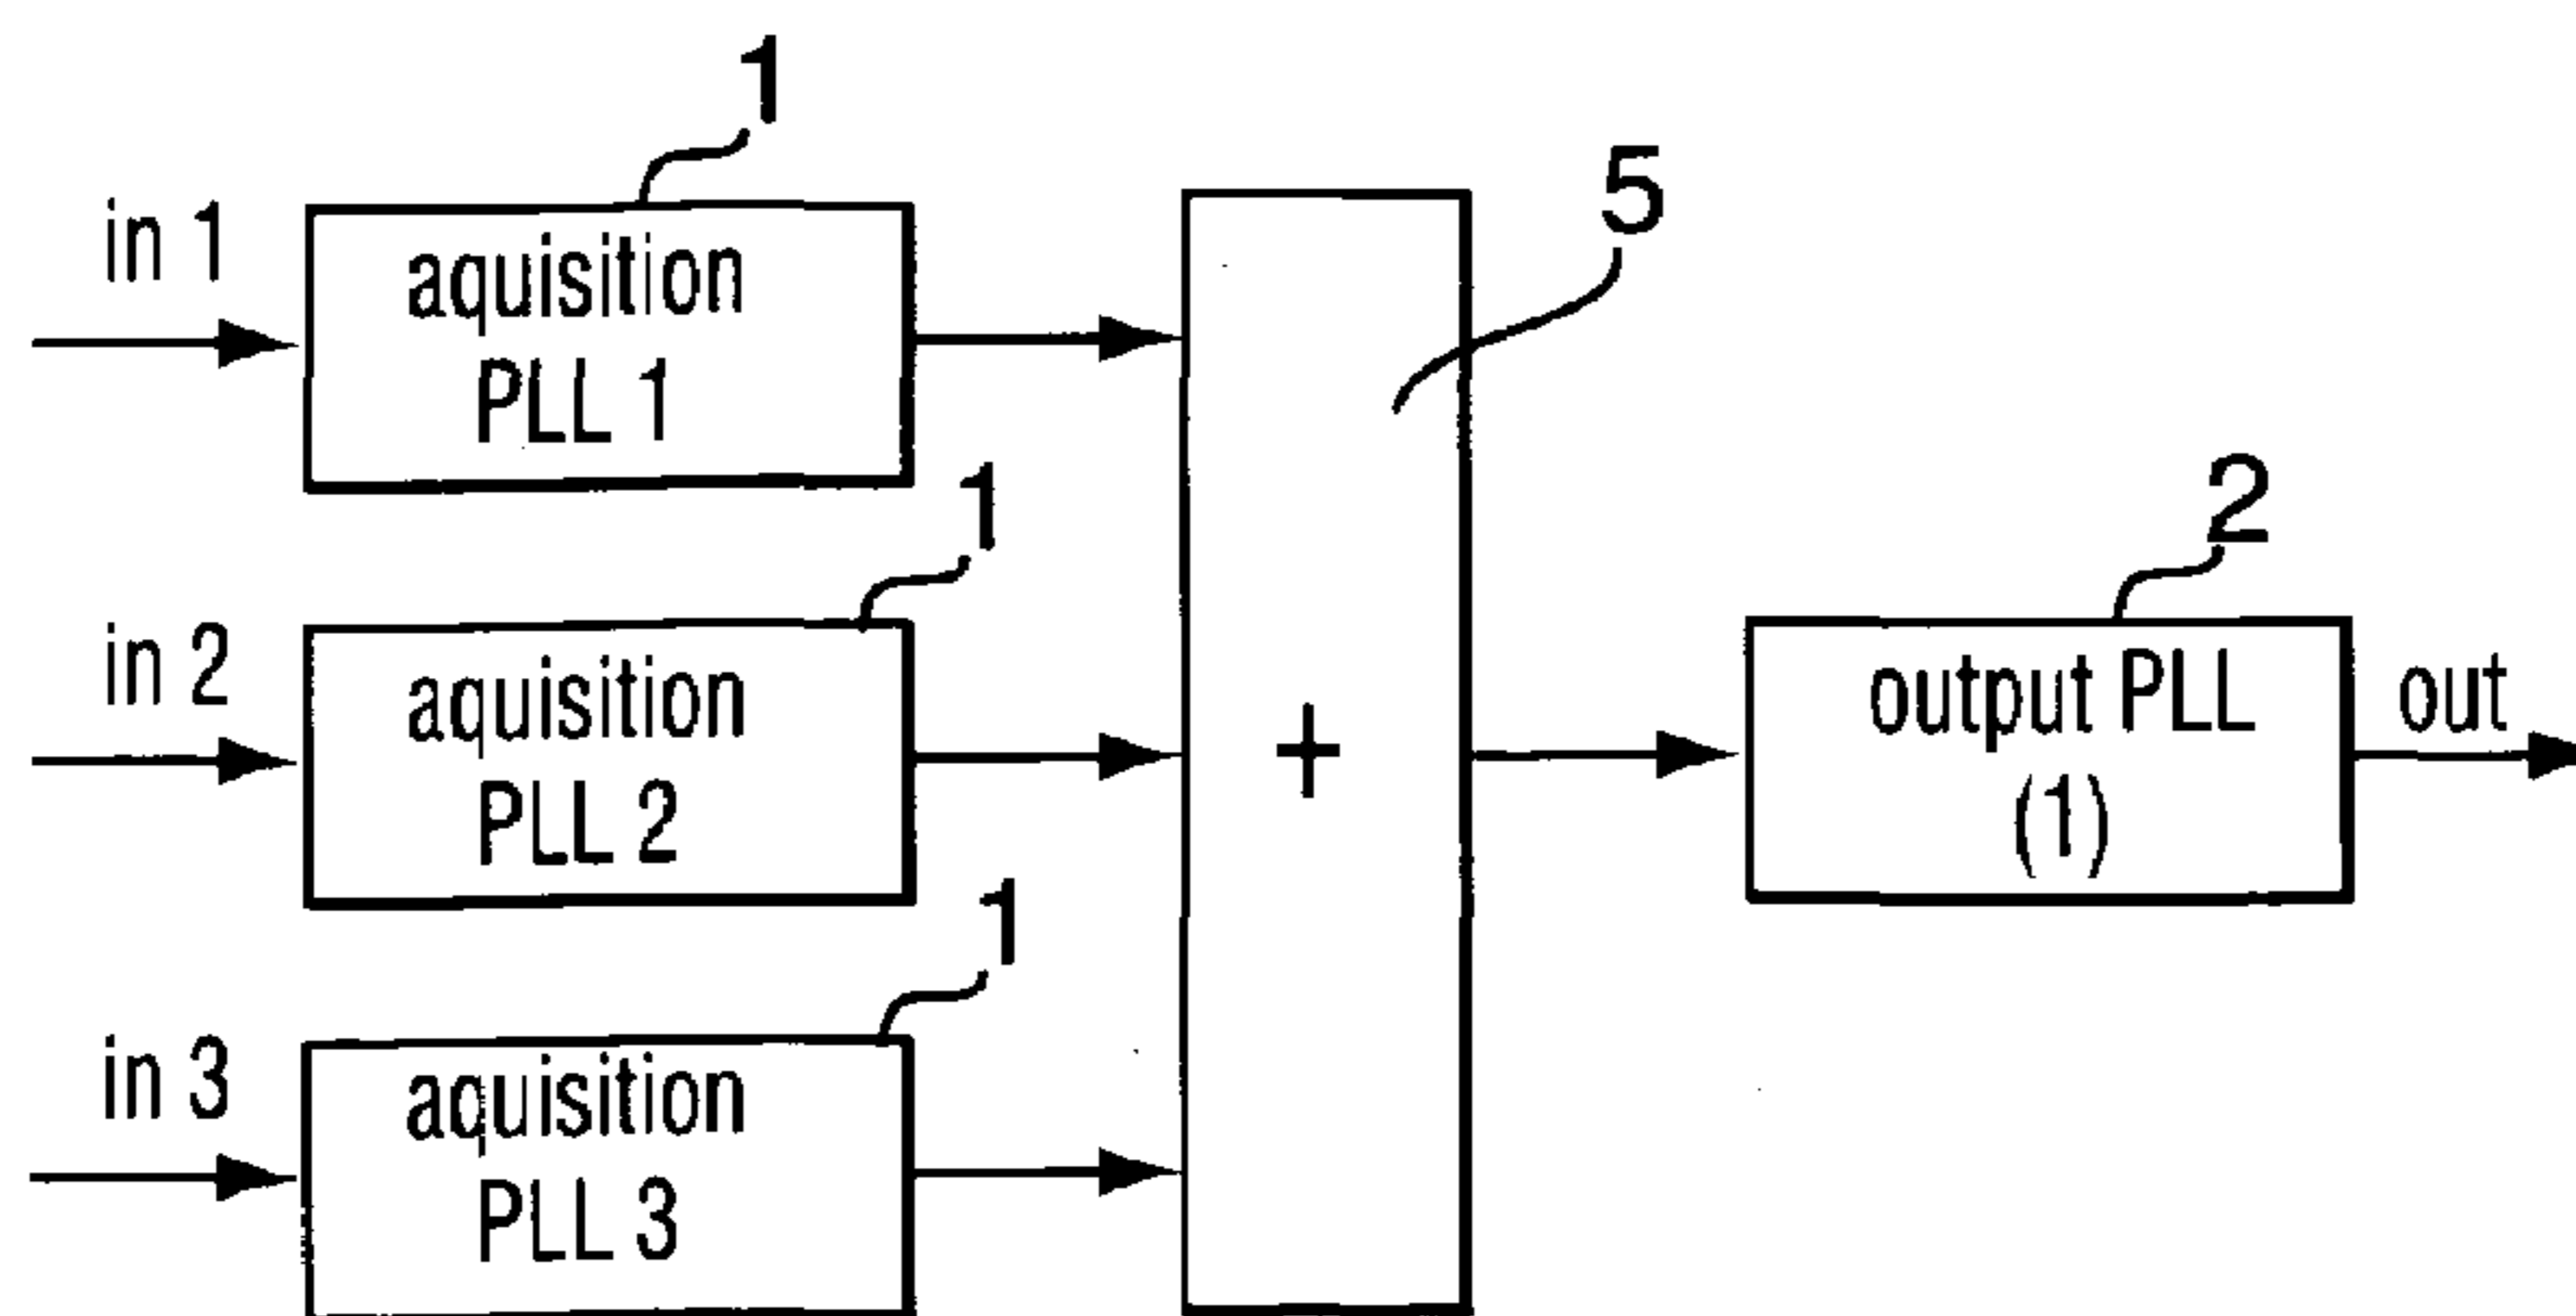 1
in 1
aquisition
PLL 1
5
1
in 2
aquisition
PLL 2
+
2
output PLL
(1)
out
1
in 3
aquisition
PLL 3